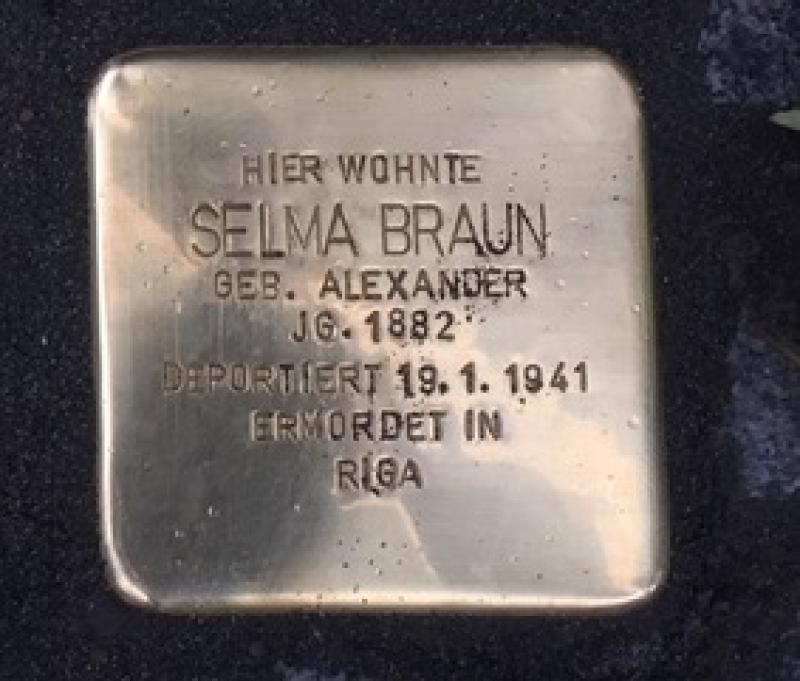 HIER WOHNTE
SELMA BRAUN
GEB. ALEXANDER
JG. 1882
DEPORTIERT 19.1.1941
ERMORDET IN
RIGA